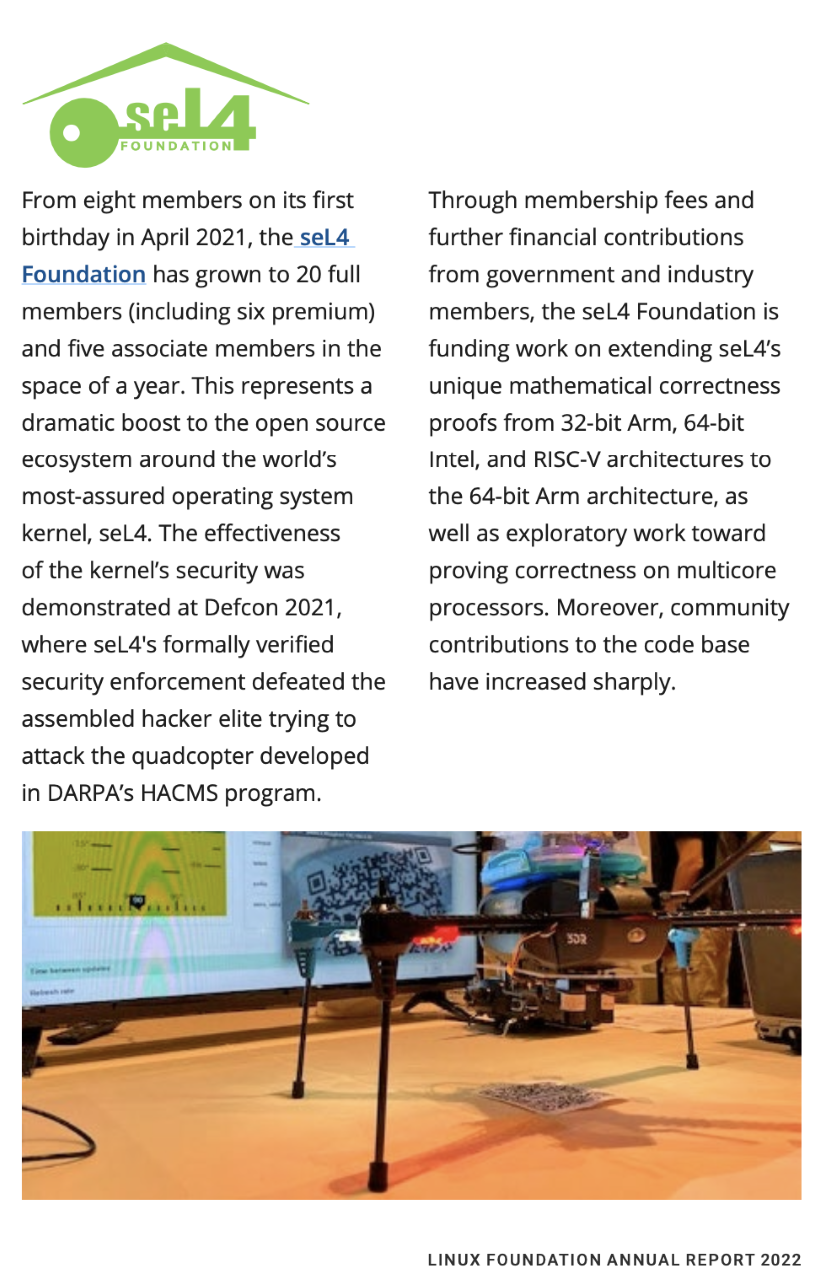 seL4
FOUNDATION
From eight members on its first
birthday in April 2021, the seL4
Foundation has grown to 20 full
members (including six premium)
and five associate members in the
space of a year. This represents a
dramatic boost to the open source
ecosystem around the world’s
most-assured operating system
kernel, seL4. The effectiveness
of the kernel’s security was
demonstrated at Defcon 2021,
where seL4's formally verified
security enforcement defeated the
assembled hacker elite trying to
attack the quadcopter developed
in DARPA’s HACMS program.
Through membership fees and
further financial contributions
from government and industry
members, the seL4 Foundation is
funding work on extending seL4’s
unique mathematical correctness
proofs from 32-bit Arm, 64-bit
Intel, and RISC-V architectures to
the 64-bit Arm architecture, as
well as exploratory work toward
proving correctness on multicore
processors. Moreover, community
contributions to the code base
have increased sharply.
Time between updates
Refresh rate
3DR
LINUX FOUNDATION ANNUAL REPORT 2022